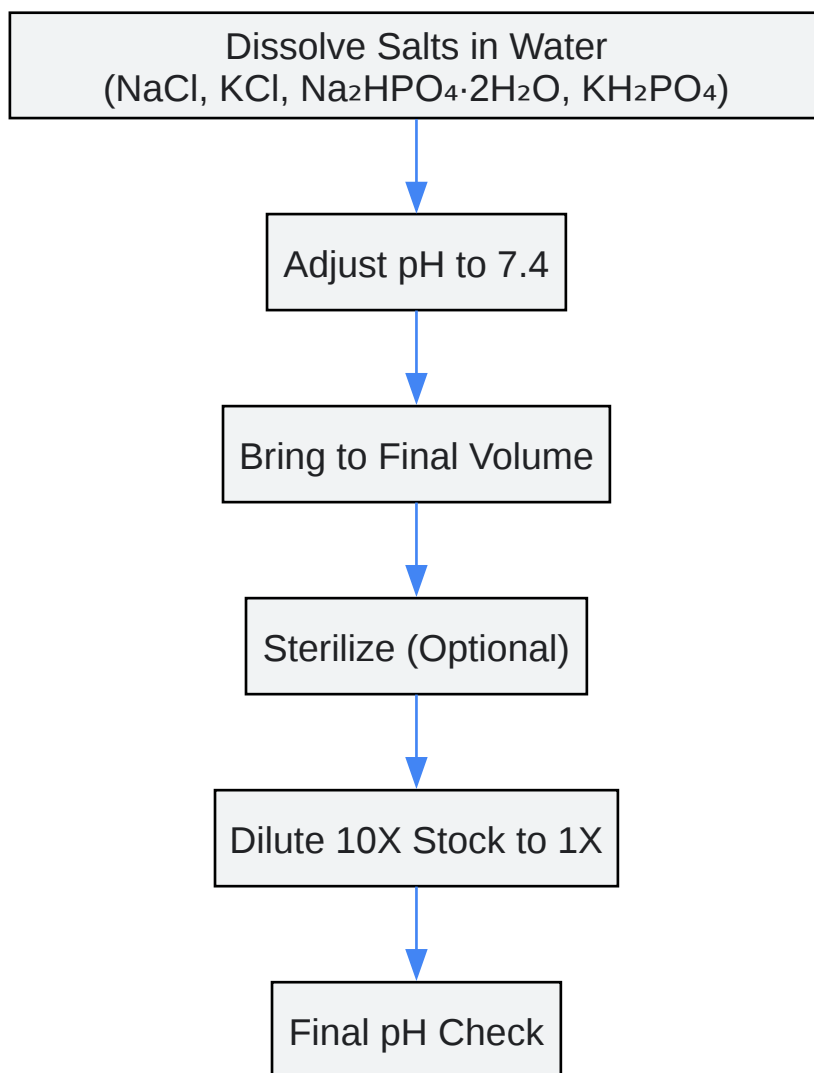 Dissolve Salts in Water
(NaCl, KCl, Na₂HPO₄·2H₂O, KH₂PO₄)
Adjust pH to 7.4
Bring to Final Volume
Sterilize (Optional)
Dilute 10X Stock to 1X
Final pH Check